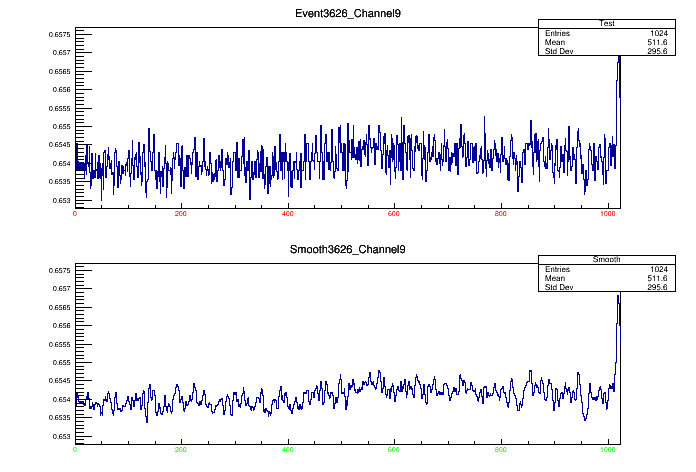 Event3626_Channel9
Test
Entries 1024
Mean 511.6
Std Dev 295.6
0.6575
0.657
0.6565
0.656
0.6555
0.655
0.6545
0.654
0.6535
0.653
0 200 400 600 800 1000
Smooth3626_Channel9
Smooth
Entries 1024
Mean 511.6
Std Dev 295.6
0.6575
0.657
0.6565
0.656
0.6555
0.655
0.6545
0.654
0.6535
0.653
0 200 400 600 800 1000